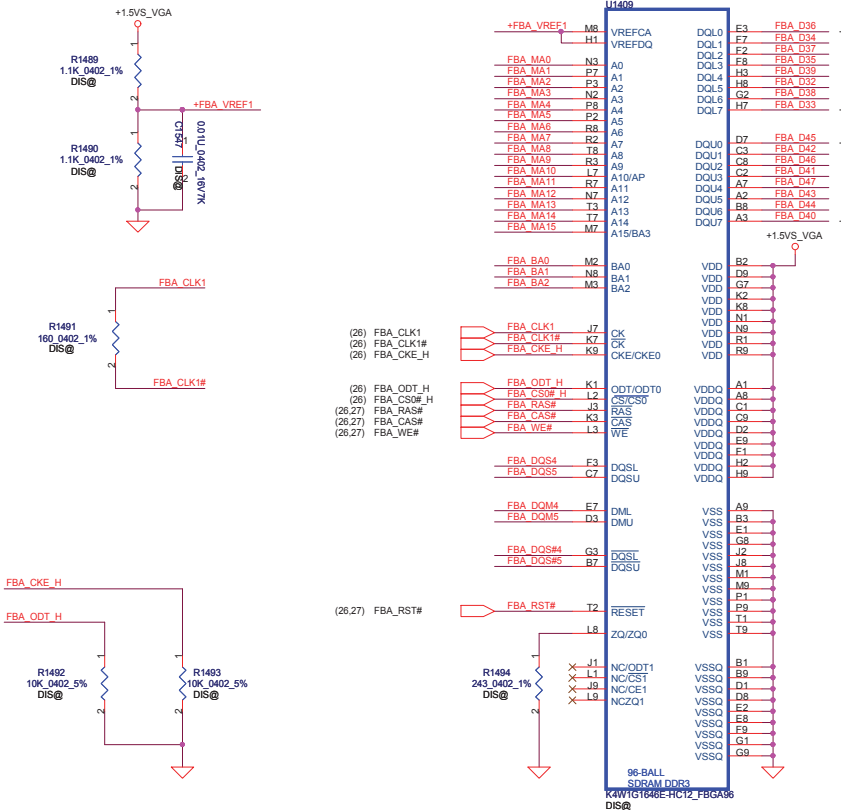 +1.5VS_VGA
R1489
1.1K_0402_1%
DIS@
1
2
+FBA_VREF1
R1490
1.1K_0402_1%
DIS@
1
2
C1547
0.01U_0402_16V7K
DIS@
1
2
FBA_CLK1
R1491
160_0402_1%
DIS@
1
2
FBA_CLK1#
FBA_CKE_H
FBA_ODT_H
R1492
10K_0402_5%
DIS@
1
2
R1493
10K_0402_5%
DIS@
1
2
U1409
+FBA_VREF1 M8 VREFCA
H1 VREFDQ
FBA_MA0 N3 A0
FBA_MA1 P7 A1
FBA_MA2 P3 A2
FBA_MA3 N2 A3
FBA_MA4 P8 A4
FBA_MA5 P2 A5
FBA_MA6 R8 A6
FBA_MA7 R2 A7
FBA_MA8 T8 A8
FBA_MA9 R3 A9
FBA_MA10 L7 A10/AP
FBA_MA11 R7 A11
FBA_MA12 N7 A12
FBA_MA13 T3 A13
FBA_MA14 T7 A14
FBA_MA15 M7 A15/BA3
FBA_BA0 M2 BA0
FBA_BA1 N8 BA1
FBA_BA2 M3 BA2
(26) FBA_CLK1 FBA_CLK1 J7 CK
(26) FBA_CLK1# FBA_CLK1# K7 CK
(26) FBA_CKE_H FBA_CKE_H K9 CKE/CKE0
(26) FBA_ODT_H FBA_ODT_H K1 ODT/ODT0
(26) FBA_CS0#_H FBA_CS0#_H L2 CS/CS0
(26,27) FBA_RAS# FBA_RAS# J3 RAS
(26,27) FBA_CAS# FBA_CAS# K3 CAS
(26,27) FBA_WE# FBA_WE# L3 WE
FBA_DQS4 F3 DQSL
FBA_DQS5 C7 DQSU
FBA_DQM4 E7 DML
FBA_DQM5 D3 DMU
FBA_DQS#4 G3 DQSL
FBA_DQS#5 B7 DQSU
(26,27) FBA_RST# FBA_RST# T2 RESET
L8 ZQ/ZQ0
R1494
243_0402_1%
DIS@
1
2
J1 NC/ODT1
L1 NC/CS1
J9 NC/CE1
L9 NCZQ1
DQL0 E3 FBA_D36
DQL1 F7 FBA_D34
DQL2 F2 FBA_D37
DQL3 F8 FBA_D35
DQL4 H3 FBA_D39
DQL5 H8 FBA_D32
DQL6 G2 FBA_D38
DQL7 H7 FBA_D33
DQU0 D7 FBA_D45
DQU1 C3 FBA_D42
DQU2 C8 FBA_D46
DQU3 C2 FBA_D41
DQU4 A7 FBA_D47
DQU5 A2 FBA_D43
DQU6 B8 FBA_D44
DQU7 A3 FBA_D40
+1.5VS_VGA
VDD B2
VDD D9
VDD G7
VDD K2
VDD K8
VDD N1
VDD N9
VDD R1
VDD R9
VDDQ A1
VDDQ A8
VDDQ C1
VDDQ C9
VDDQ D2
VDDQ E9
VDDQ F1
VDDQ H2
VDDQ H9
VSS A9
VSS B3
VSS E1
VSS G8
VSS J2
VSS J8
VSS M1
VSS M9
VSS P1
VSS P9
VSS T1
VSS T9
VSSQ B1
VSSQ B9
VSSQ D1
VSSQ D8
VSSQ E2
VSSQ E8
VSSQ F9
VSSQ G1
VSSQ G9
96-BALL
SDRAM DDR3
K4W1G1646E-HC12_FBGA96
DIS@